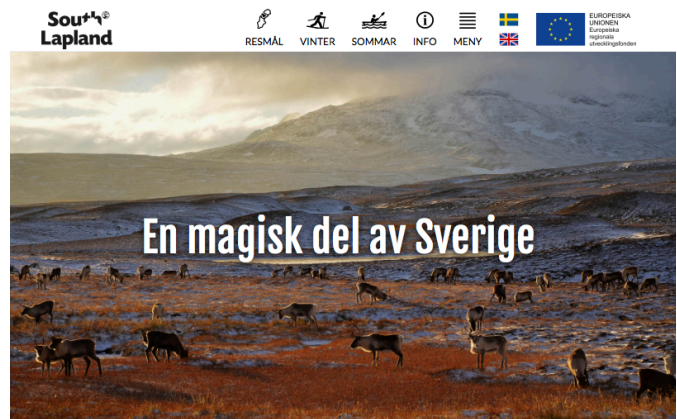 South
Lapland
RESMÅL VINTER SOMMAR INFO MENY
EUROPEISKA
UNIONEN
Europeiska
regionala
utvecklingsfonden
En magisk del av Sverige